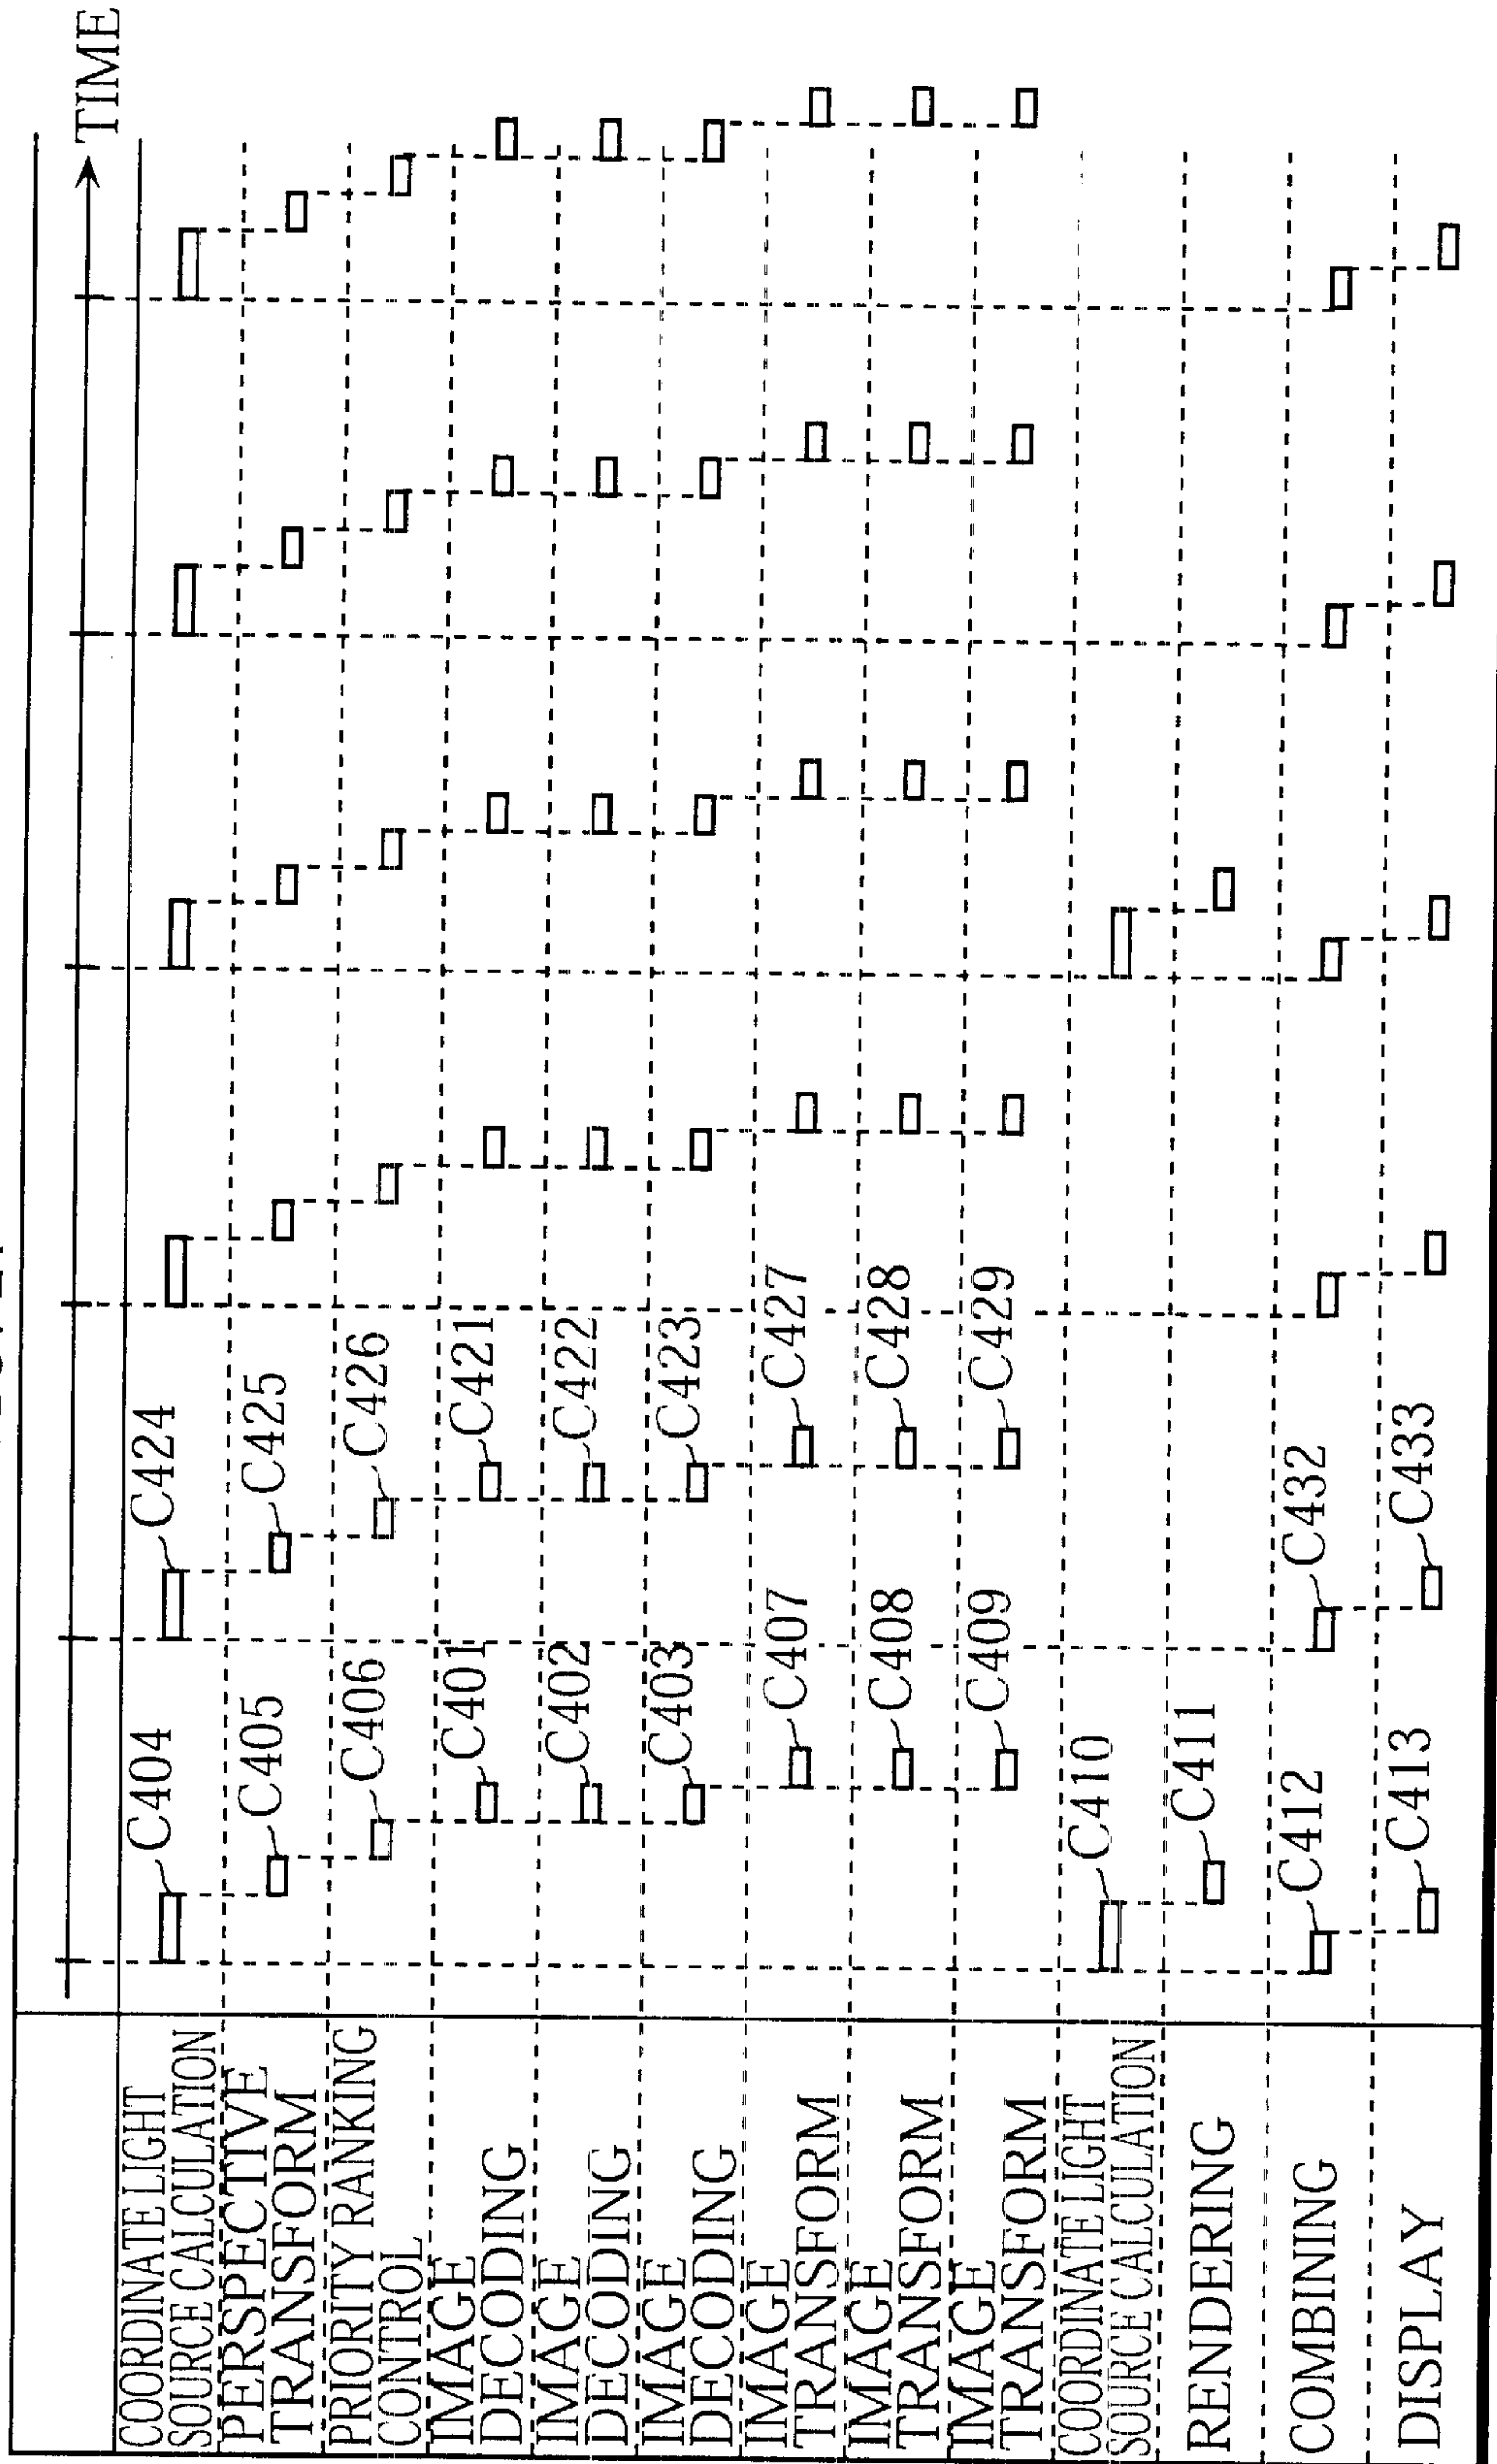 TIME
COORDINATE LIGHT
SOURCE CALCULATION
C404
C424
PERSPECTIVE
TRANSFORM
C405
C425
PRIORITY RANKING
CONTROL
C406
C426
IMAGE
DECODING
C401
C421
IMAGE
DECODING
C402
C422
IMAGE
DECODING
C403
C423
IMAGE
TRANSFORM
C407
C427
IMAGE
TRANSFORM
C408
C428
IMAGE
TRANSFORM
C409
C429
COORDINATE LIGHT
SOURCE CALCULATION
C410
RENDERING
C411
COMBINING
C412
C432
DISPLAY
C413
C433